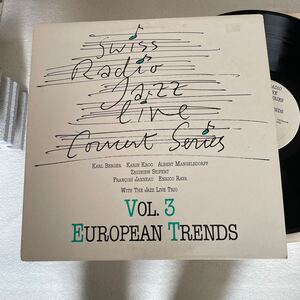 Swiss
Radio
Jazz
Live
Concert Series
Karl Berger Karin Krog Albert Mangelsdorff
Zbigniew Seifert
François Jeanneau Enrico Rava
With The Jazz Live Trio
Vol. 3
European Trends